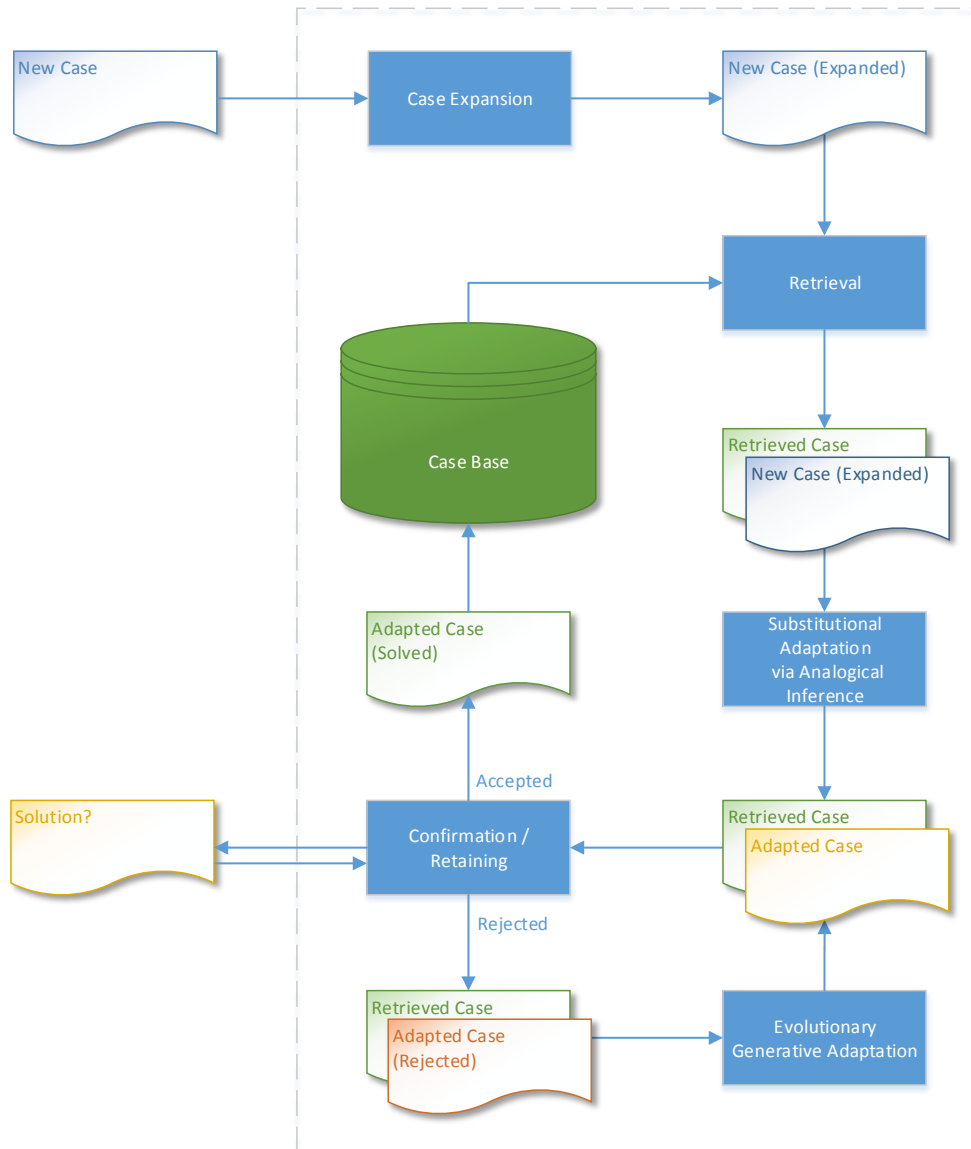 New Case
Case Expansion
New Case (Expanded)
Retrieval
Case Base
Retrieved Case
New Case (Expanded)
Adapted Case
(Solved)
Substitutional
Adaptation
via Analogical
Inference
Accepted
Solution?
Confirmation /
Retaining
Retrieved Case
Adapted Case
Rejected
Retrieved Case
Adapted Case
(Rejected)
Evolutionary
Generative Adaptation